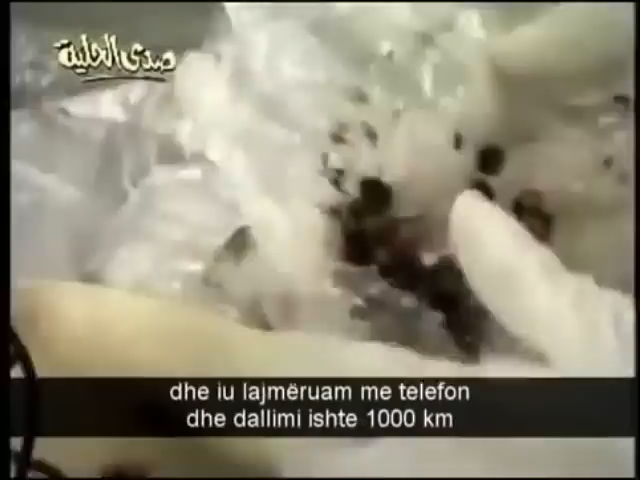 صدى الحلية
dhe iu lajmëruam me telefon
dhe dallimi ishte 1000 km